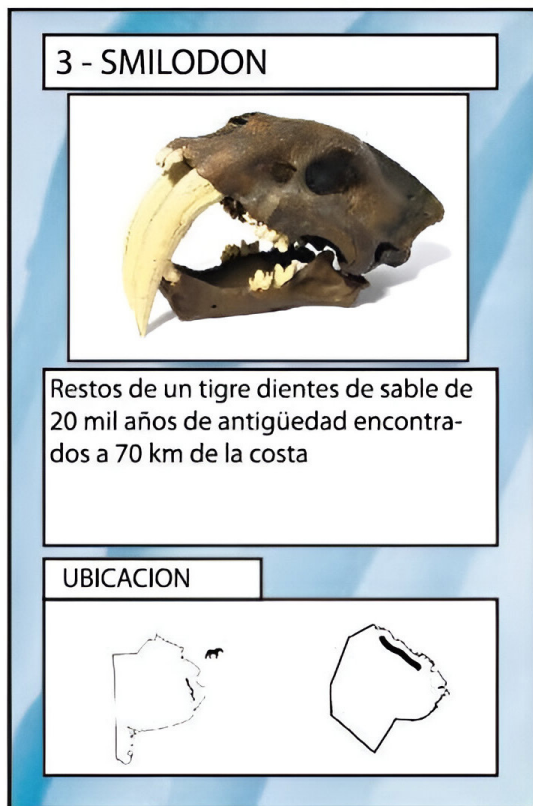 3 - SMILODON
Restos de un tigre dientes de sable de
20 mil años de antigüedad encontra-
dos a 70 km de la costa
UBICACION